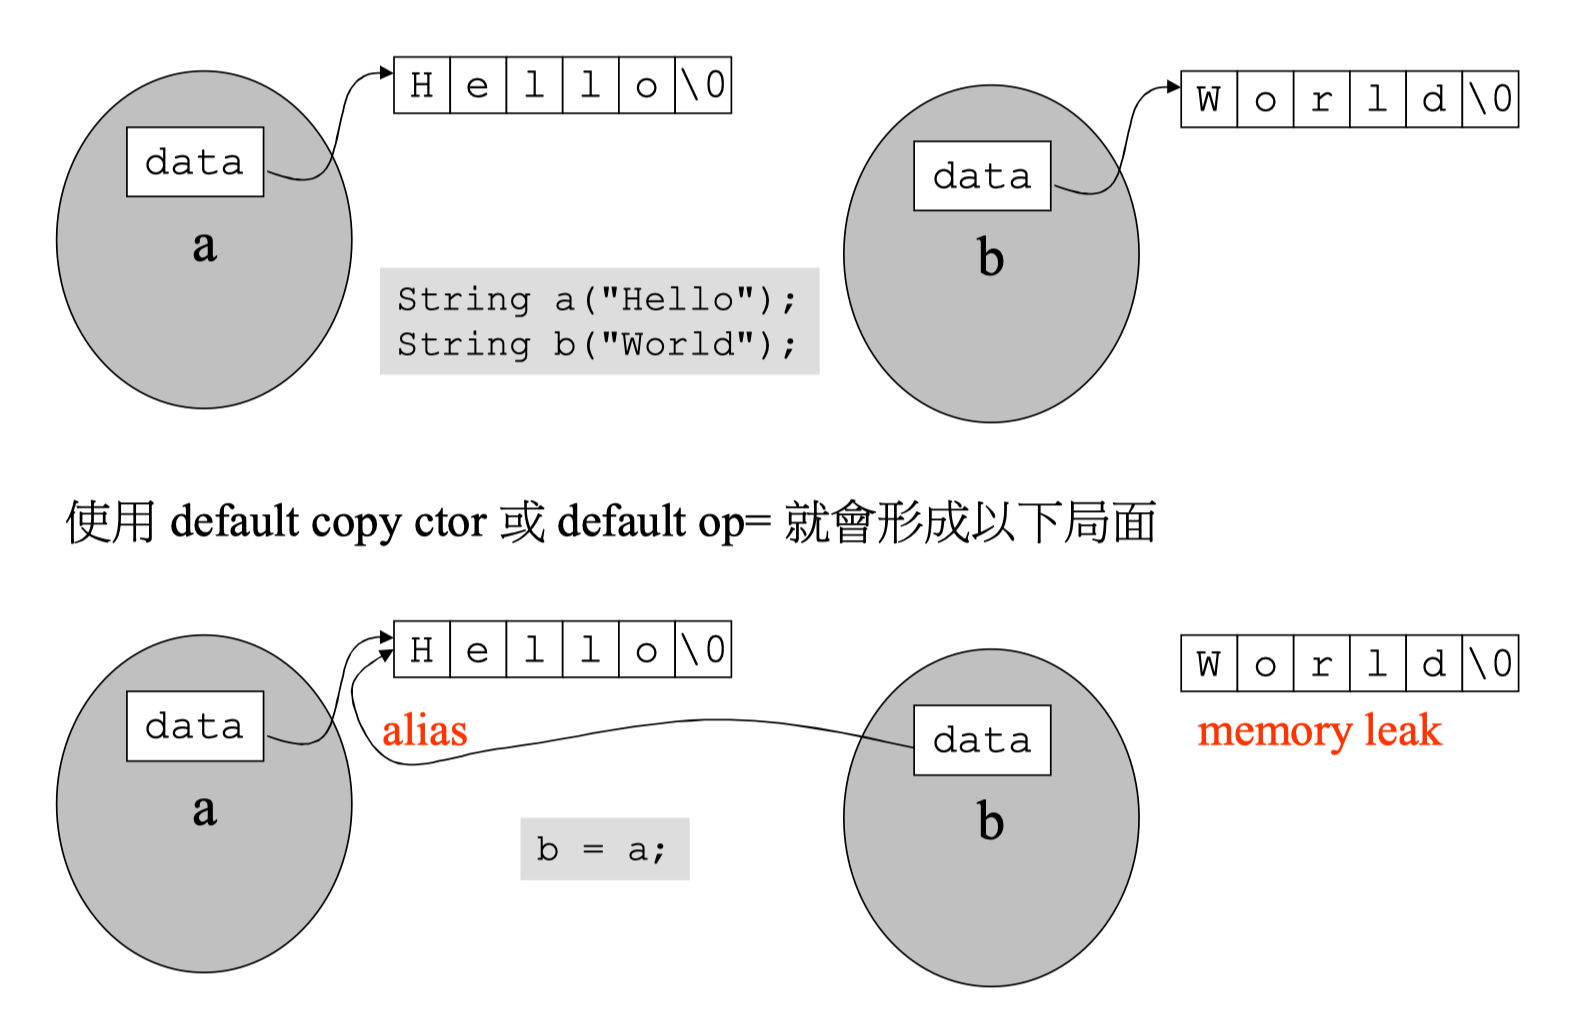 H e l l o \0
W o r l d \0
data
data
a
b
String a("Hello");
String b("World");
使用 default copy ctor 或 default op= 就會形成以下局面
H e l l o \0
W o r l d \0
data
alias
data
memory leak
a
b
b = a;